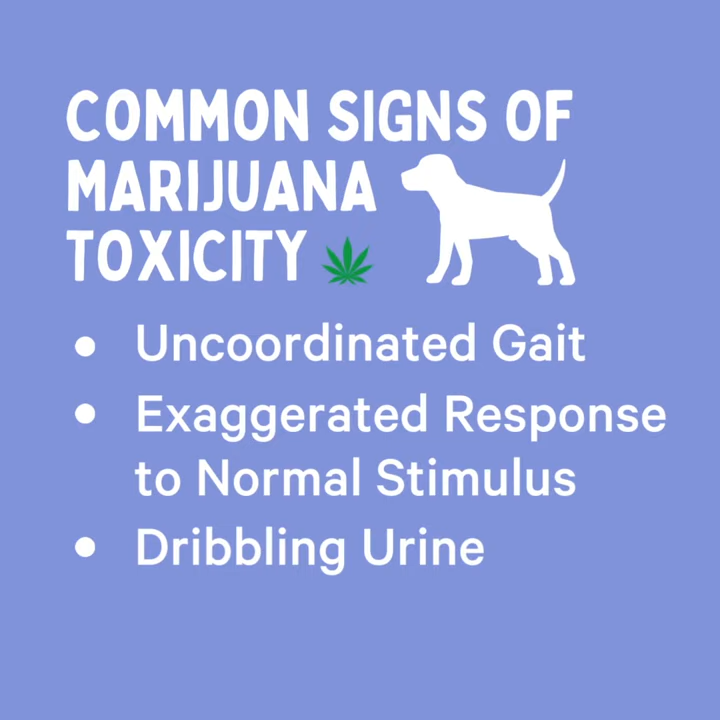 COMMON SIGNS OF
MARIJUANA
TOXICITY
• Uncoordinated Gait
• Exaggerated Response
to Normal Stimulus
• Dribbling Urine